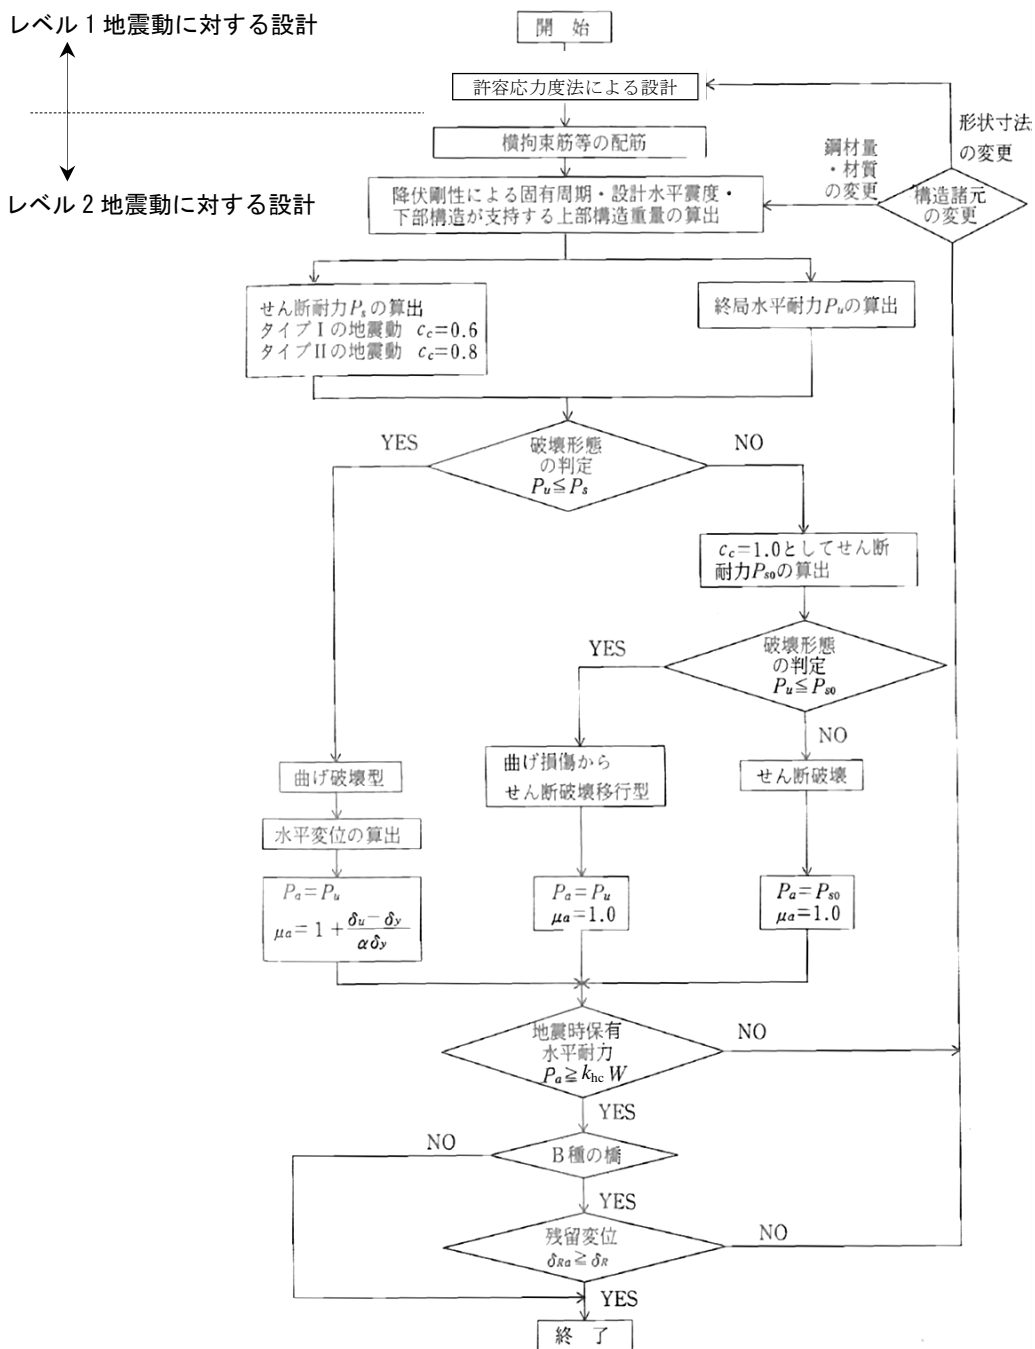 レベル1地震動に対する設計
開 始
許容応力度法による設計
形状寸法
の変更
横拘束筋等の配筋
鋼材量
・材質
の変更
レベル2地震動に対する設計
降伏剛性による固有周期・設計水平震度・
下部構造が支持する上部構造重量の算出
構造諸元
の変更
せん断耐力Psの算出
タイプⅠの地震動 cc=0.6
タイプⅡの地震動 cc=0.8
終局水平耐力Puの算出
YES
破壊形態
の判定
Pu≦Ps
NO
cc=1.0としてせん断
耐力Ps0の算出
YES
破壊形態
の判定
Pu≦Ps0
NO
曲げ破壊型
曲げ損傷から
せん断破壊移行型
せん断破壊
水平変位の算出
Pa=Pu
μa=1+(δu−δy)/(αδy)
Pa=Pu
μa=1.0
Pa=Ps0
μa=1.0
地震時保有
水平耐力
Pa≧khcW
NO
YES
NO
B種の橋
YES
残留変位
δRa≧δR
NO
YES
終 了